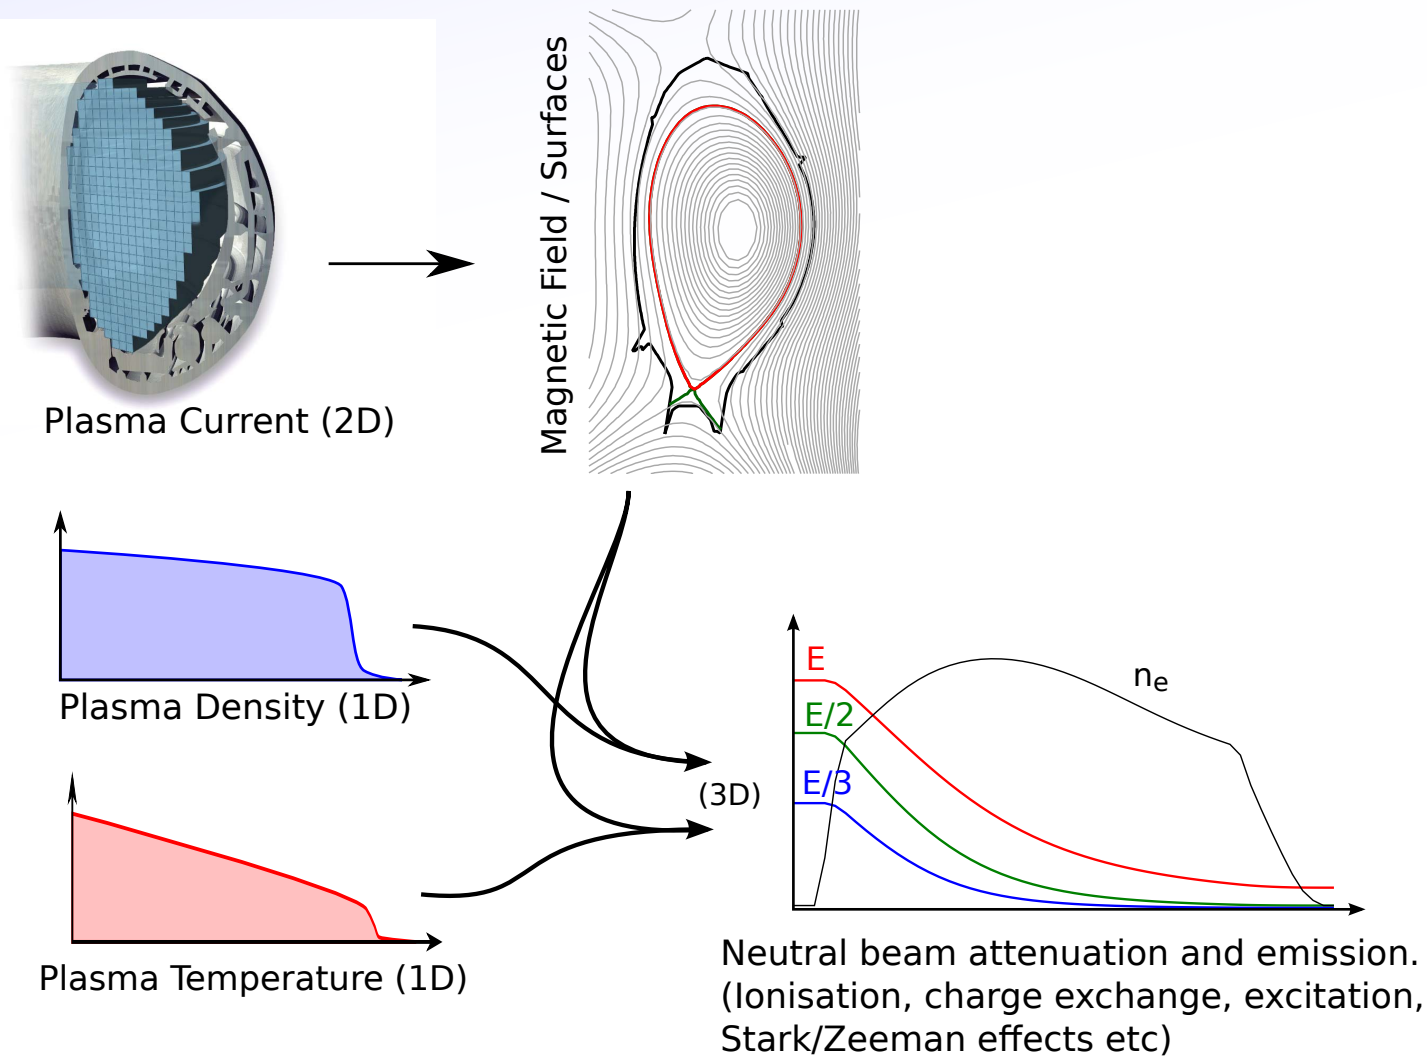 Plasma Current (2D)
Magnetic Field / Surfaces
Plasma Density (1D)
Plasma Temperature (1D)
(3D)
E
E/2
E/3
ne
Neutral beam attenuation and emission.
(Ionisation, charge exchange, excitation,
Stark/Zeeman effects etc)